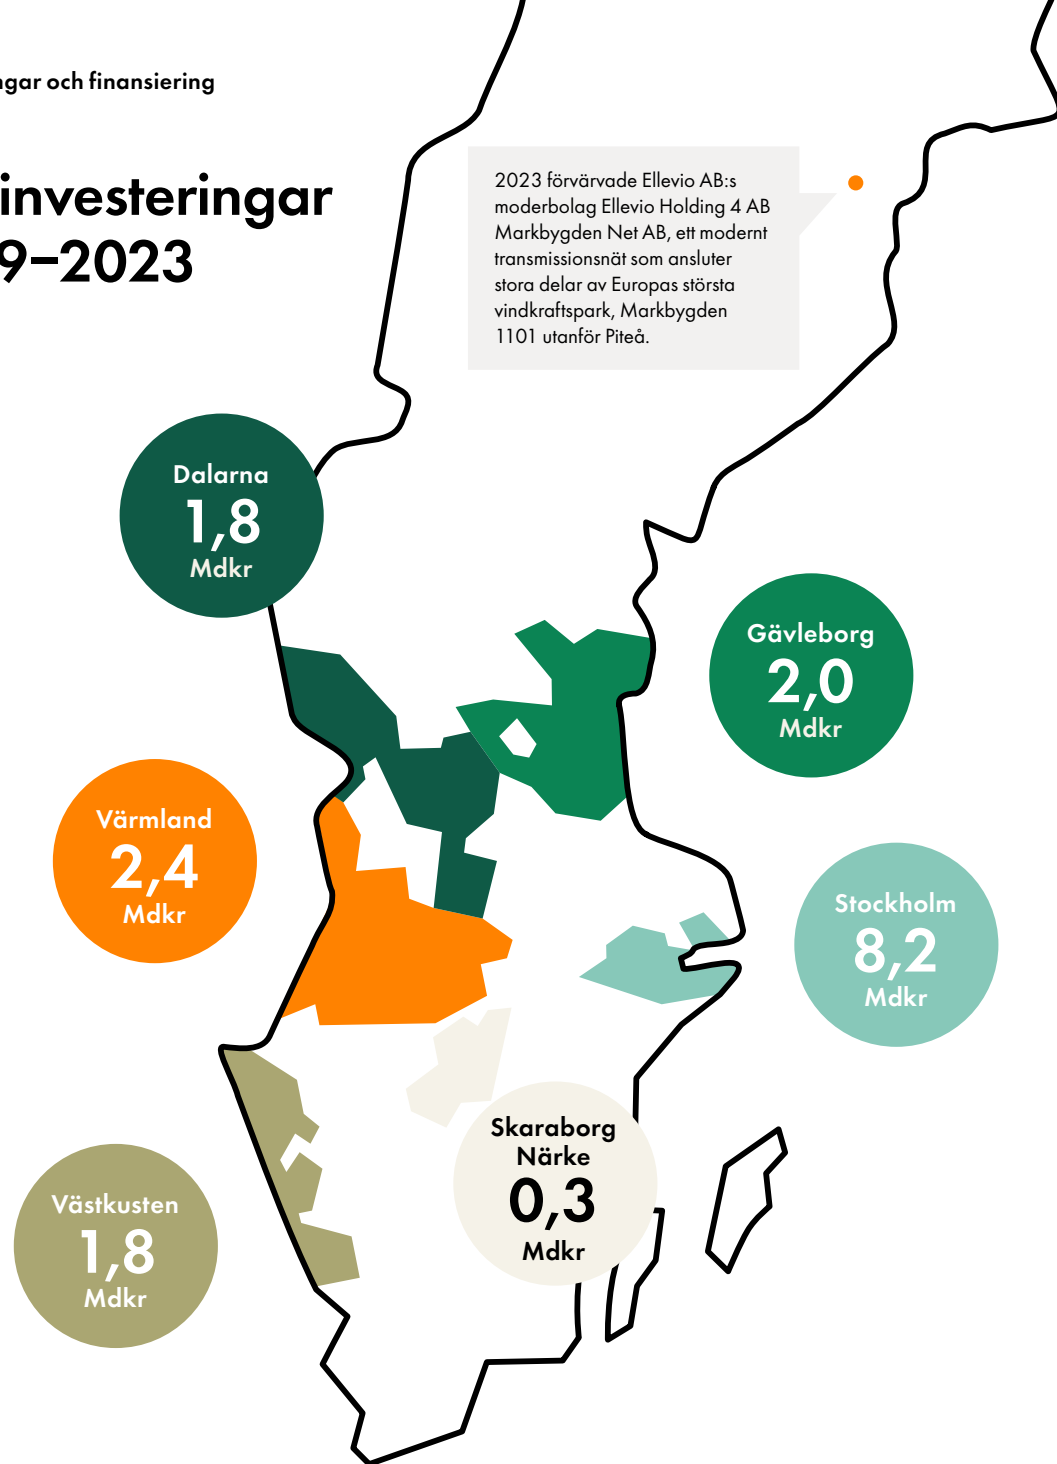 ngar och finansiering
investeringar
9–2023
2023 förvärvade Ellevio AB:s
moderbolag Ellevio Holding 4 AB
Markbygden Net AB, ett modernt
transmissionsnät som ansluter
stora delar av Europas största
vindkraftspark, Markbygden
1101 utanför Piteå.
Dalarna
1,8
Mdkr
Gävleborg
2,0
Mdkr
Värmland
2,4
Mdkr
Stockholm
8,2
Mdkr
Skaraborg
Närke
0,3
Mdkr
Västkusten
1,8
Mdkr